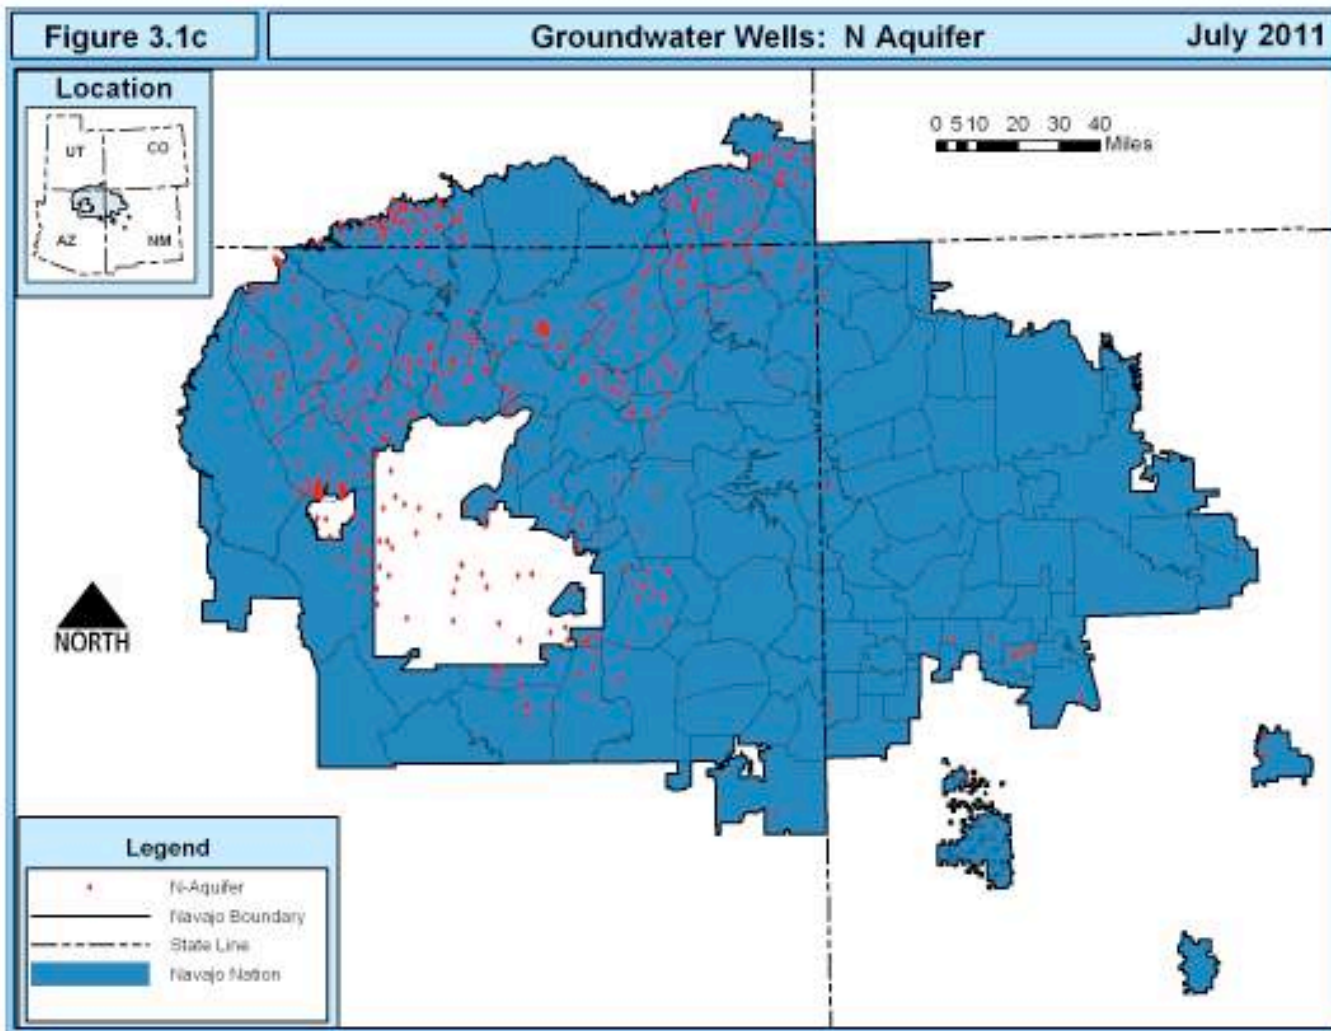 Figure 3.1c
Groundwater Wells: N Aquifer
July 2011
Location
UT
CO
AZ
NM
0 5 10 20 30 40
Miles
NORTH
Legend
N-Aquifer
Navajo Boundary
State Line
Navajo Nation